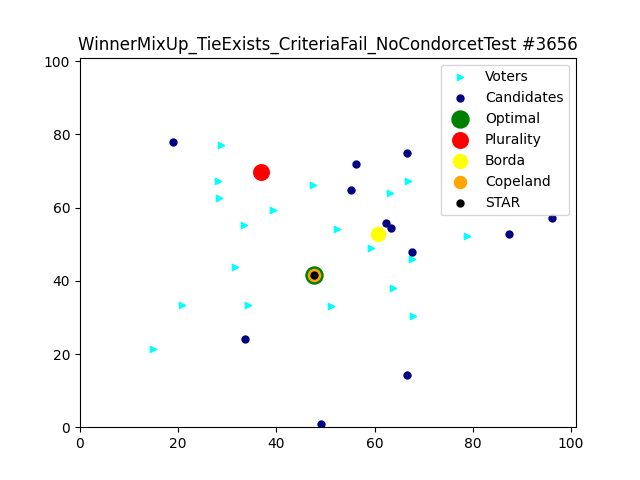 WinnerMixUp_TieExists_CriteriaFail_NoCondorcetTest #3656
100
80
60
40
20
0
0 20 40 60 80 100
Voters
Candidates
Optimal
Plurality
Borda
Copeland
STAR